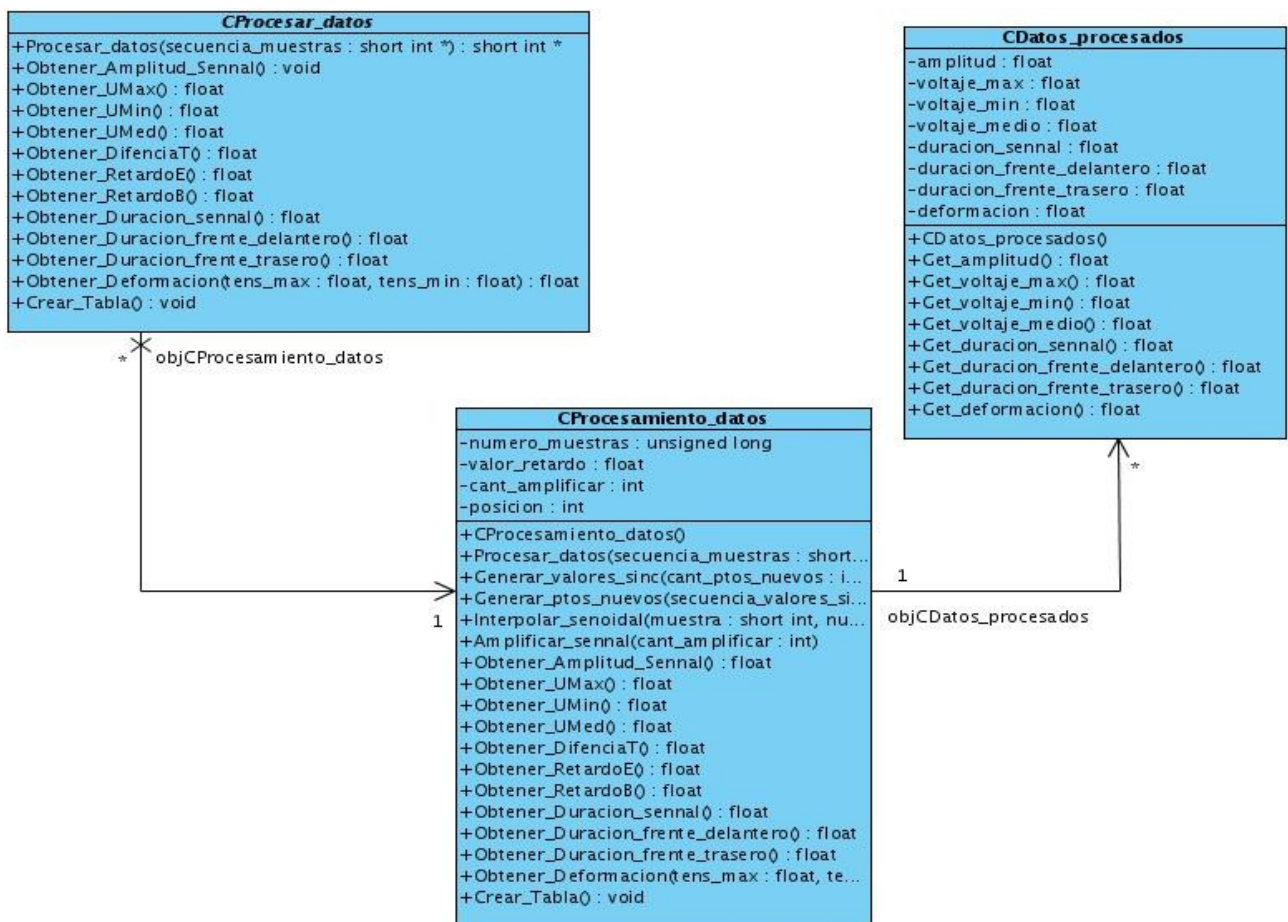 CProcesar_datos
+Procesar_datos(secuencia_muestras : short int *) : short int *
+Obtener_Amplitud_Sennal() : void
+Obtener_UMax() : float
+Obtener_UMin() : float
+Obtener_UMed() : float
+Obtener_DifenciaT() : float
+Obtener_RetardoE() : float
+Obtener_RetardoB() : float
+Obtener_Duracion_sennal() : float
+Obtener_Duracion_frente_delantero() : float
+Obtener_Duracion_frente_trasero() : float
+Obtener_Deformacion(tens_max : float, tens_min : float) : float
+Crear_Tabla() : void
* objCProcesamiento_datos
CDatos_procesados
-amplitud : float
-voltaje_max : float
-voltaje_min : float
-voltaje_medio : float
-duracion_sennal : float
-duracion_frente_delantero : float
-duracion_frente_trasero : float
-deformacion : float
+CDatos_procesados()
+Get_amplitud() : float
+Get_voltaje_max() : float
+Get_voltaje_min() : float
+Get_voltaje_medio() : float
+Get_duracion_sennal() : float
+Get_duracion_frente_delantero() : float
+Get_duracion_frente_trasero() : float
+Get_deformacion() : float
*
CProcesamiento_datos
-numero_muestras : unsigned long
-valor_retardo : float
-cant_amplificar : int
-posicion : int
+CProcesamiento_datos()
+Procesar_datos(secuencia_muestras : short...
+Generar_valores_sinc(cant_ptos_nuevos : i...
+Generar_ptos_nuevos(secuencia_valores_si...
+Interpolar_senoidal(muestra : short int, nu...
+Amplificar_sennal(cant_amplificar : int)
+Obtener_Amplitud_Sennal() : float
+Obtener_UMax() : float
+Obtener_UMin() : float
+Obtener_UMed() : float
+Obtener_DifenciaT() : float
+Obtener_RetardoE() : float
+Obtener_RetardoB() : float
+Obtener_Duracion_sennal() : float
+Obtener_Duracion_frente_delantero() : float
+Obtener_Duracion_frente_trasero() : float
+Obtener_Deformacion(tens_max : float, te...
+Crear_Tabla() : void
1
1
objCDatos_procesados